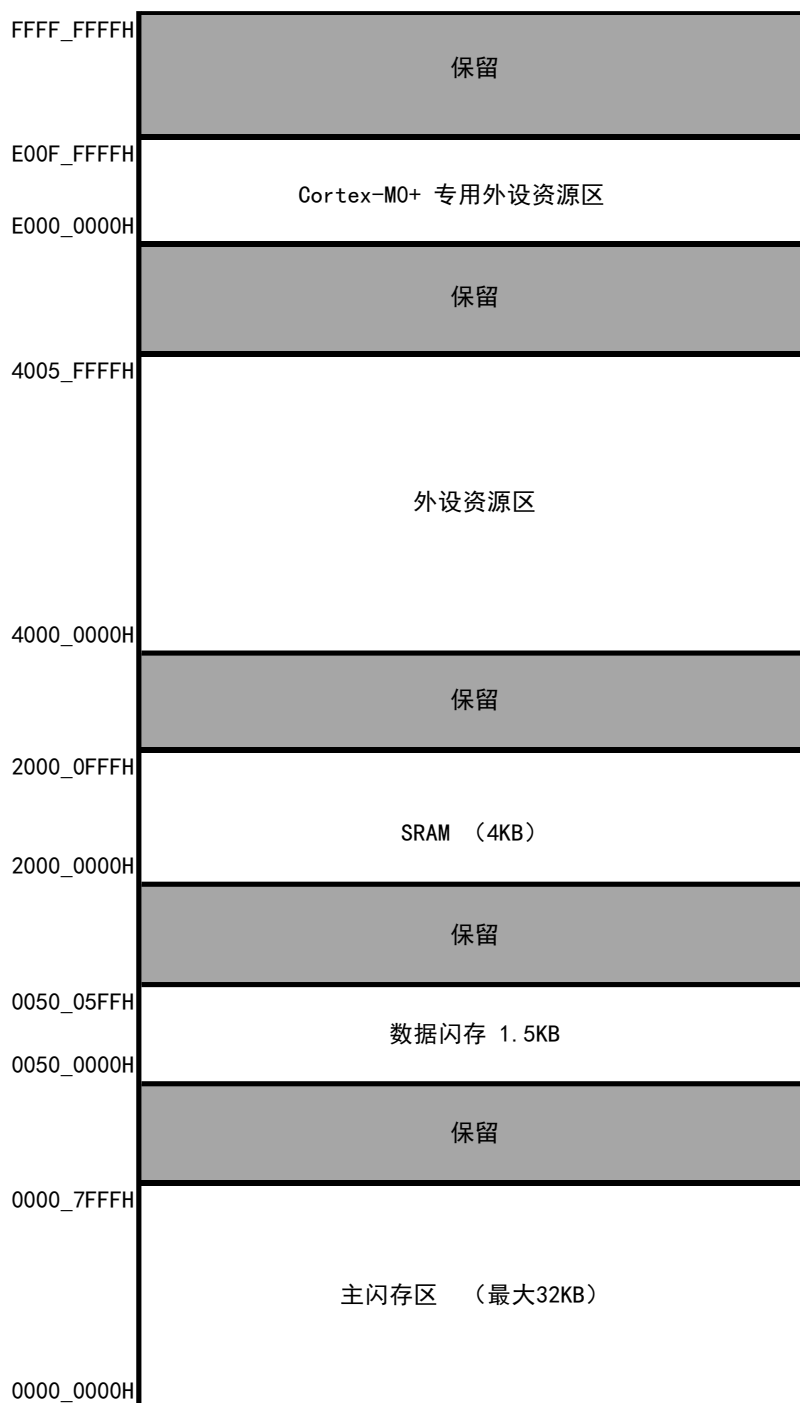 FFFF_FFFFH
保留
E00F_FFFFH
Cortex-M0+ 专用外设资源区
E000_0000H
保留
4005_FFFFH
外设资源区
4000_0000H
保留
2000_0FFFH
SRAM （4KB）
2000_0000H
保留
0050_05FFH
数据闪存 1.5KB
0050_0000H
保留
0000_7FFFH
主闪存区 （最大32KB）
0000_0000H